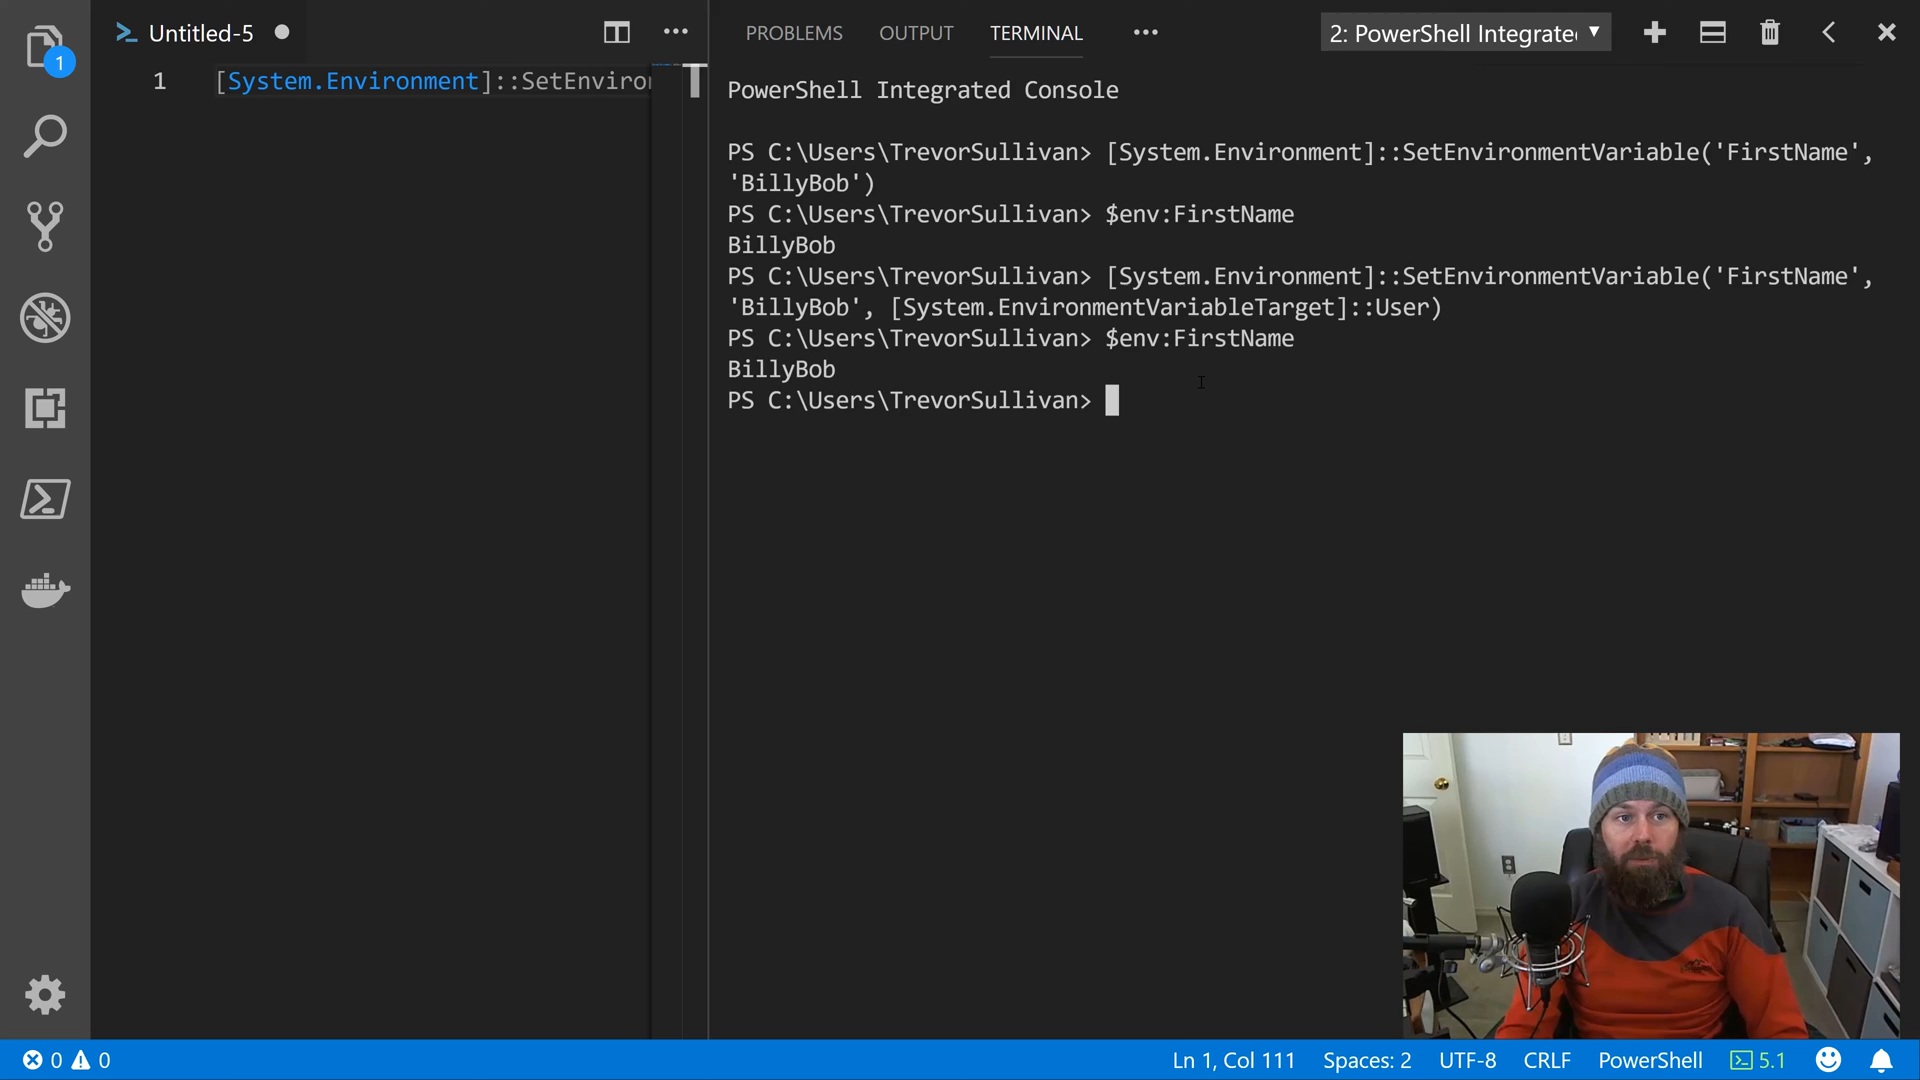 Untitled-5
PROBLEMS OUTPUT TERMINAL
2: PowerShell Integrate
1
1 [System.Environment]::SetEnviron
PowerShell Integrated Console
PS C:\Users\TrevorSullivan> [System.Environment]::SetEnvironmentVariable('FirstName',
'BillyBob')
PS C:\Users\TrevorSullivan> $env:FirstName
BillyBob
PS C:\Users\TrevorSullivan> [System.Environment]::SetEnvironmentVariable('FirstName',
'BillyBob', [System.EnvironmentVariableTarget]::User)
PS C:\Users\TrevorSullivan> $env:FirstName
BillyBob
PS C:\Users\TrevorSullivan>
0 0 Ln 1, Col 111 Spaces: 2 UTF-8 CRLF PowerShell 5.1